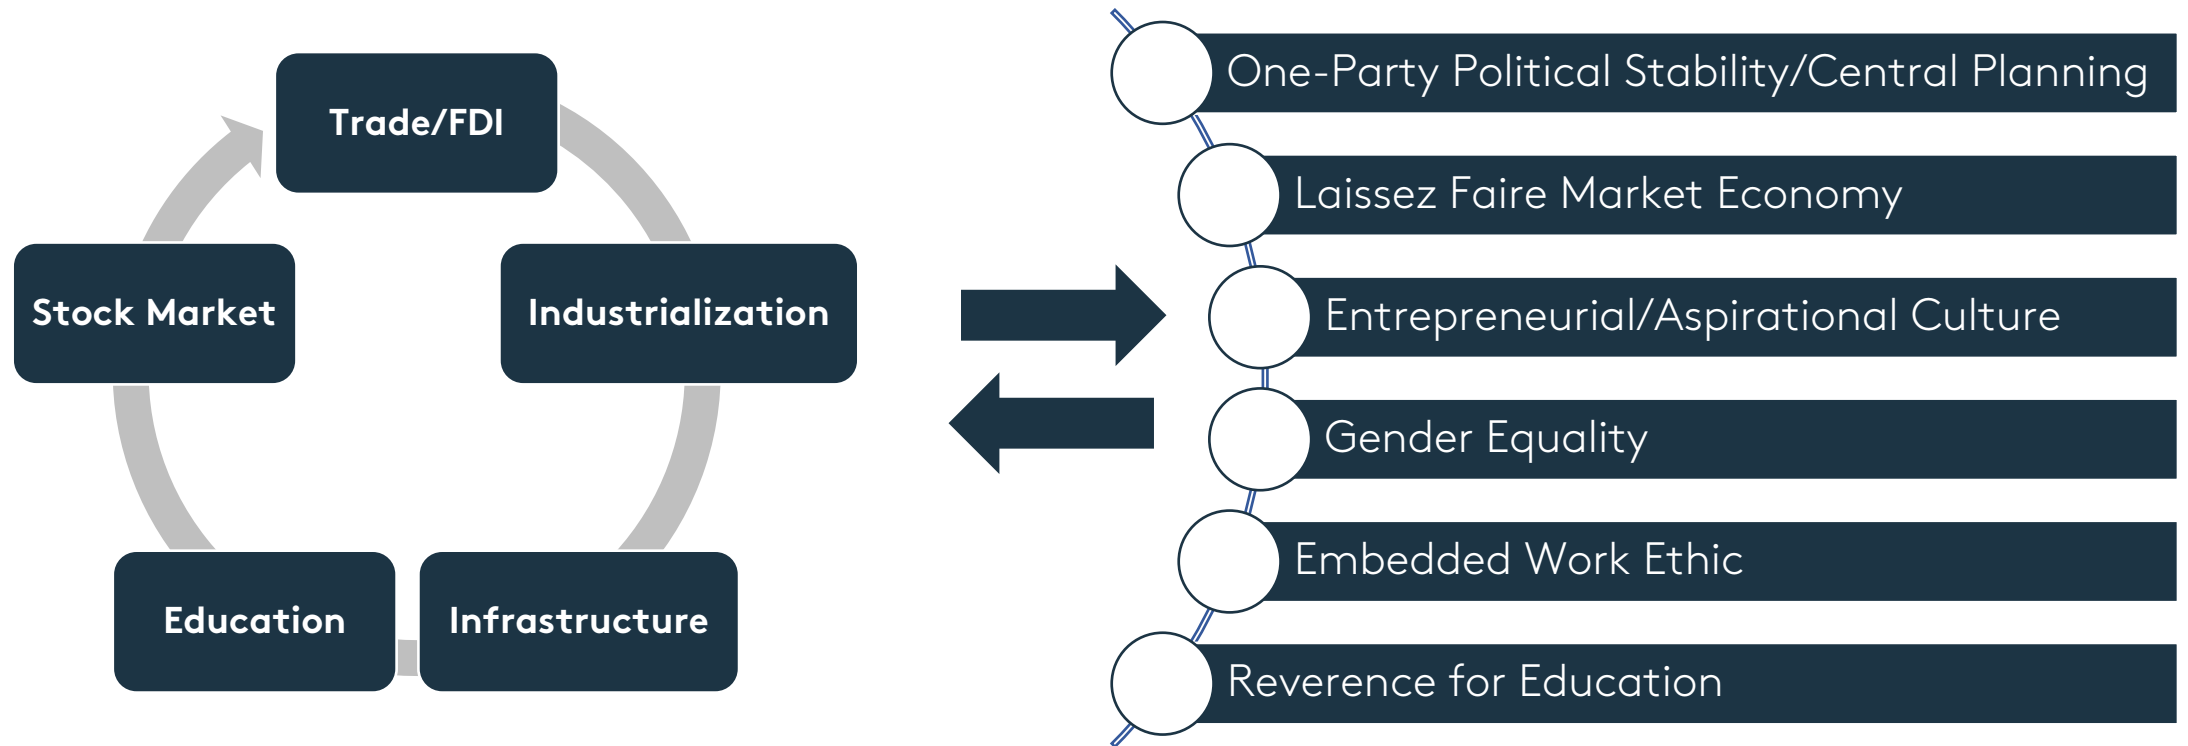 Trade/FDI
Stock Market
Industrialization
Education
Infrastructure
One-Party Political Stability/Central Planning
Laissez Faire Market Economy
Entrepreneurial/Aspirational Culture
Gender Equality
Embedded Work Ethic
Reverence for Education